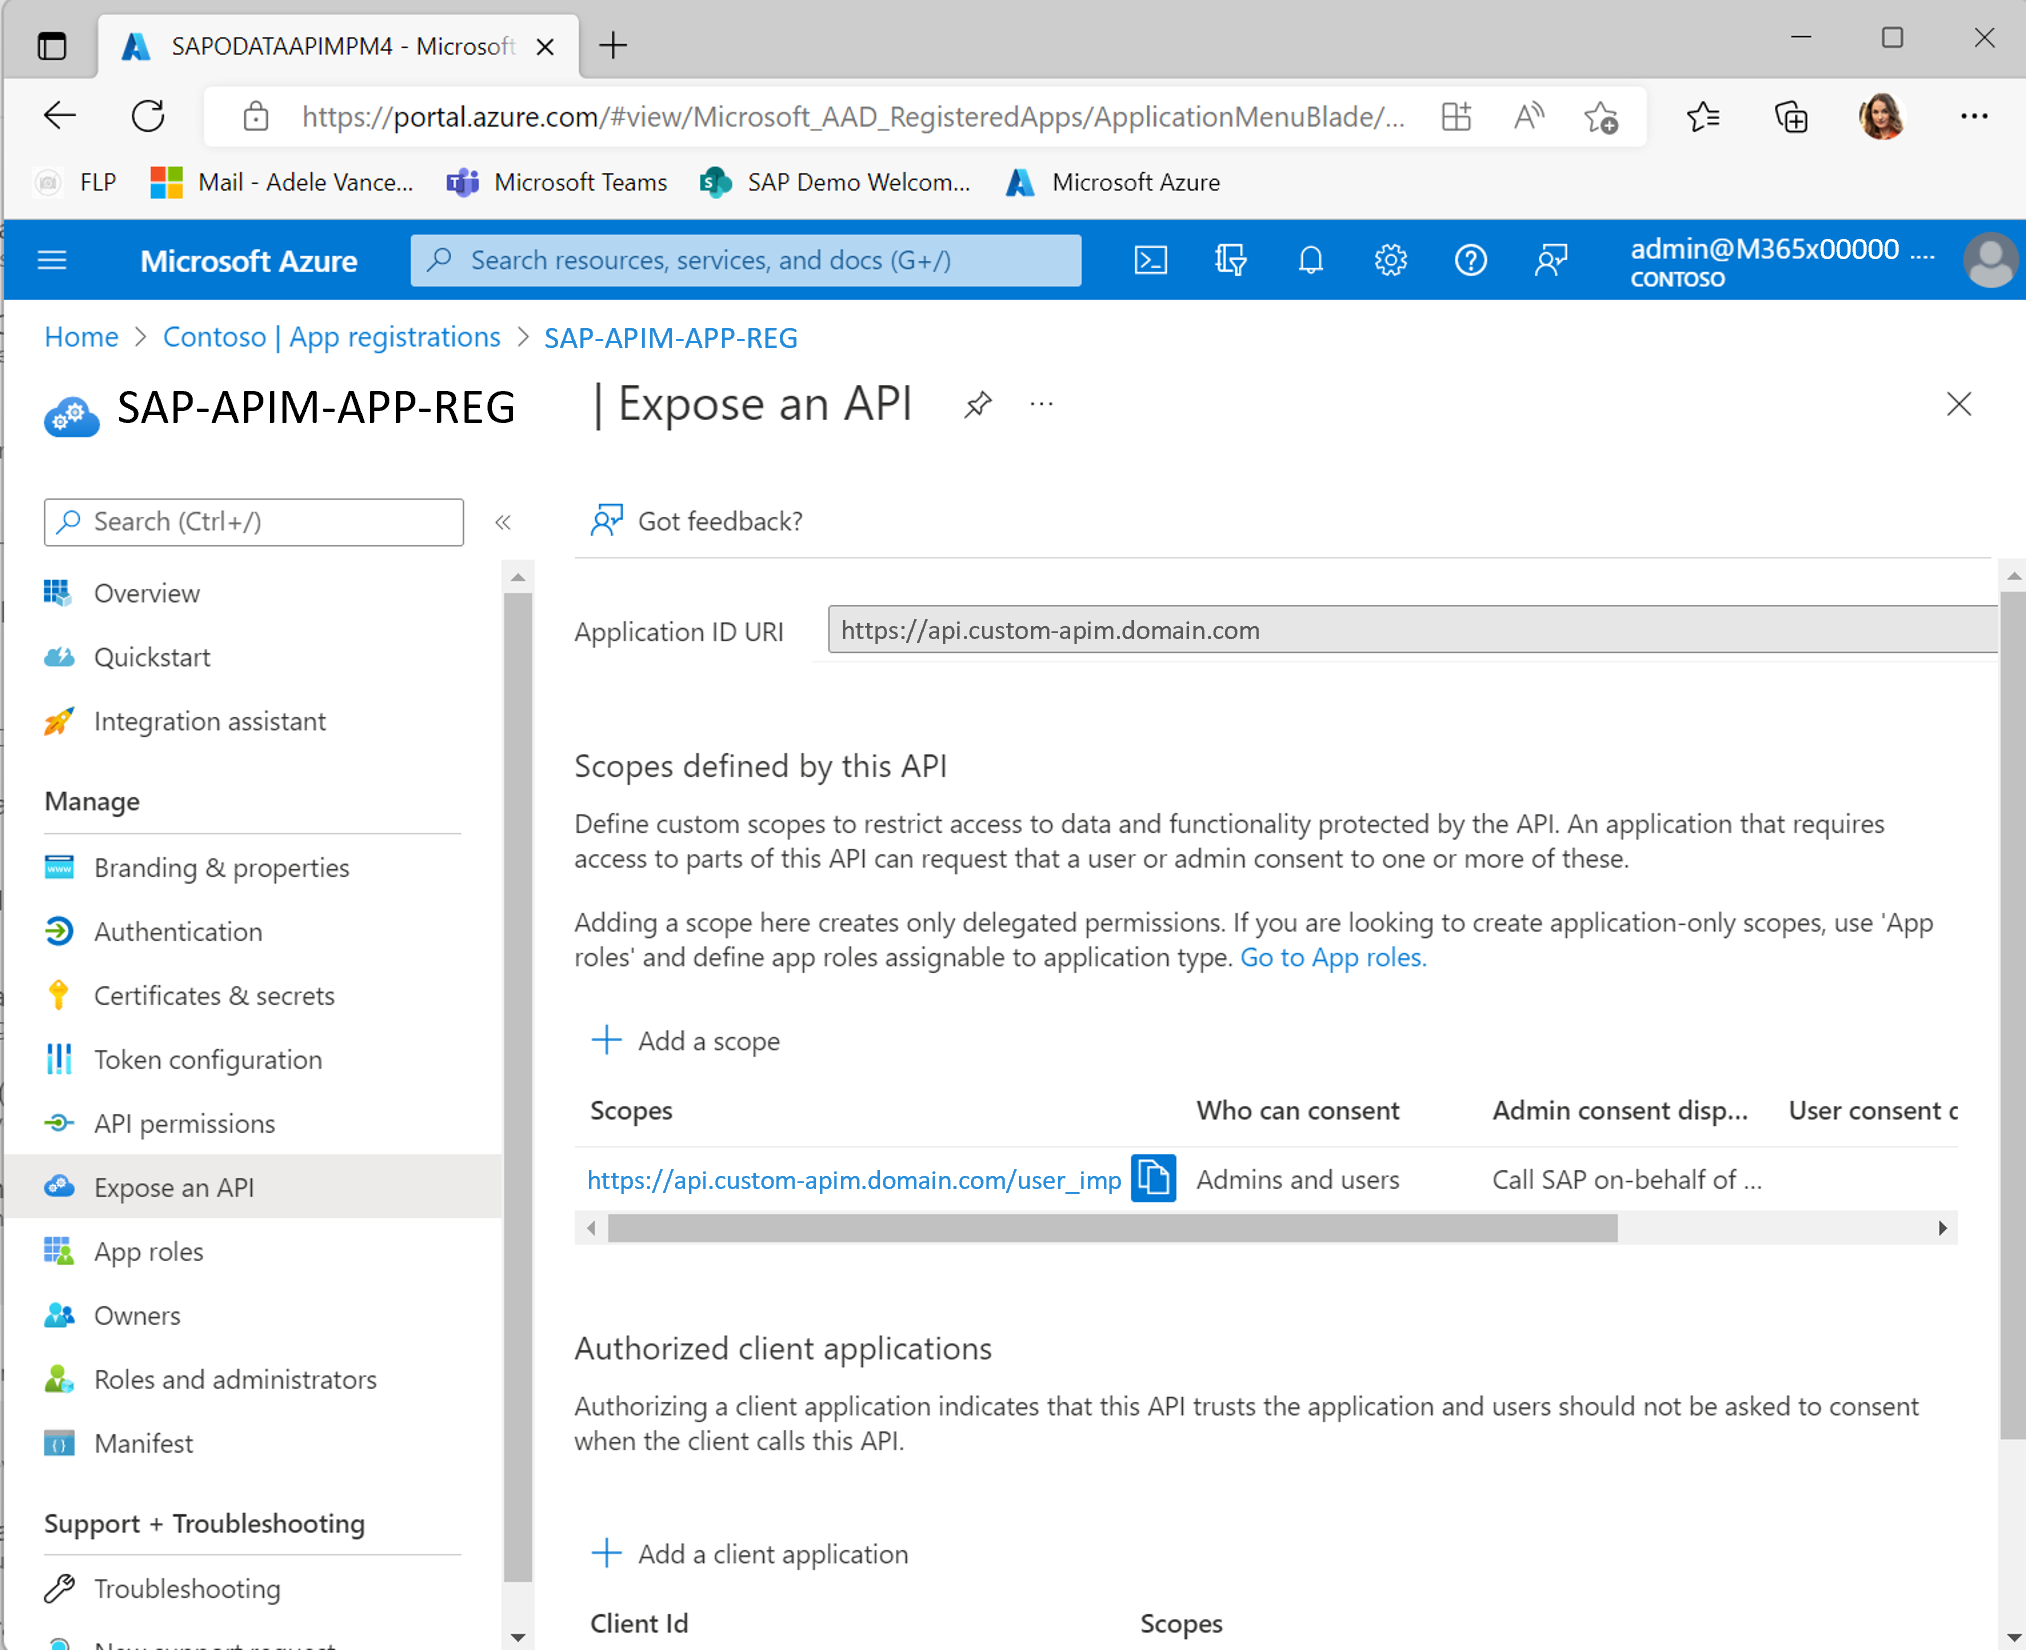 SAPODATAAPIMPM4 - Microsoft
https://portal.azure.com/#view/Microsoft_AAD_RegisteredApps/ApplicationMenuBlade/...
FLP
Mail - Adele Vance...
Microsoft Teams
SAP Demo Welcom...
Microsoft Azure
Microsoft Azure
Search resources, services, and docs (G+/)
admin@M365x00000 ....
CONTOSO
Home > Contoso | App registrations > SAP-APIM-APP-REG
SAP-APIM-APP-REG | Expose an API
Search (Ctrl+/)
Overview
Quickstart
Integration assistant
Manage
Branding & properties
Authentication
Certificates & secrets
Token configuration
API permissions
Expose an API
App roles
Owners
Roles and administrators
Manifest
Support + Troubleshooting
Troubleshooting
New support request
Got feedback?
Application ID URI
https://api.custom-apim.domain.com
Scopes defined by this API
Define custom scopes to restrict access to data and functionality protected by the API. An application that requires
access to parts of this API can request that a user or admin consent to one or more of these.
Adding a scope here creates only delegated permissions. If you are looking to create application-only scopes, use 'App
roles' and define app roles assignable to application type. Go to App roles.
Add a scope
Scopes
Who can consent
Admin consent disp...
User consent
https://api.custom-apim.domain.com/user_imp
Admins and users
Call SAP on-behalf of ...
Authorized client applications
Authorizing a client application indicates that this API trusts the application and users should not be asked to consent
when the client calls this API.
Add a client application
Client Id
Scopes